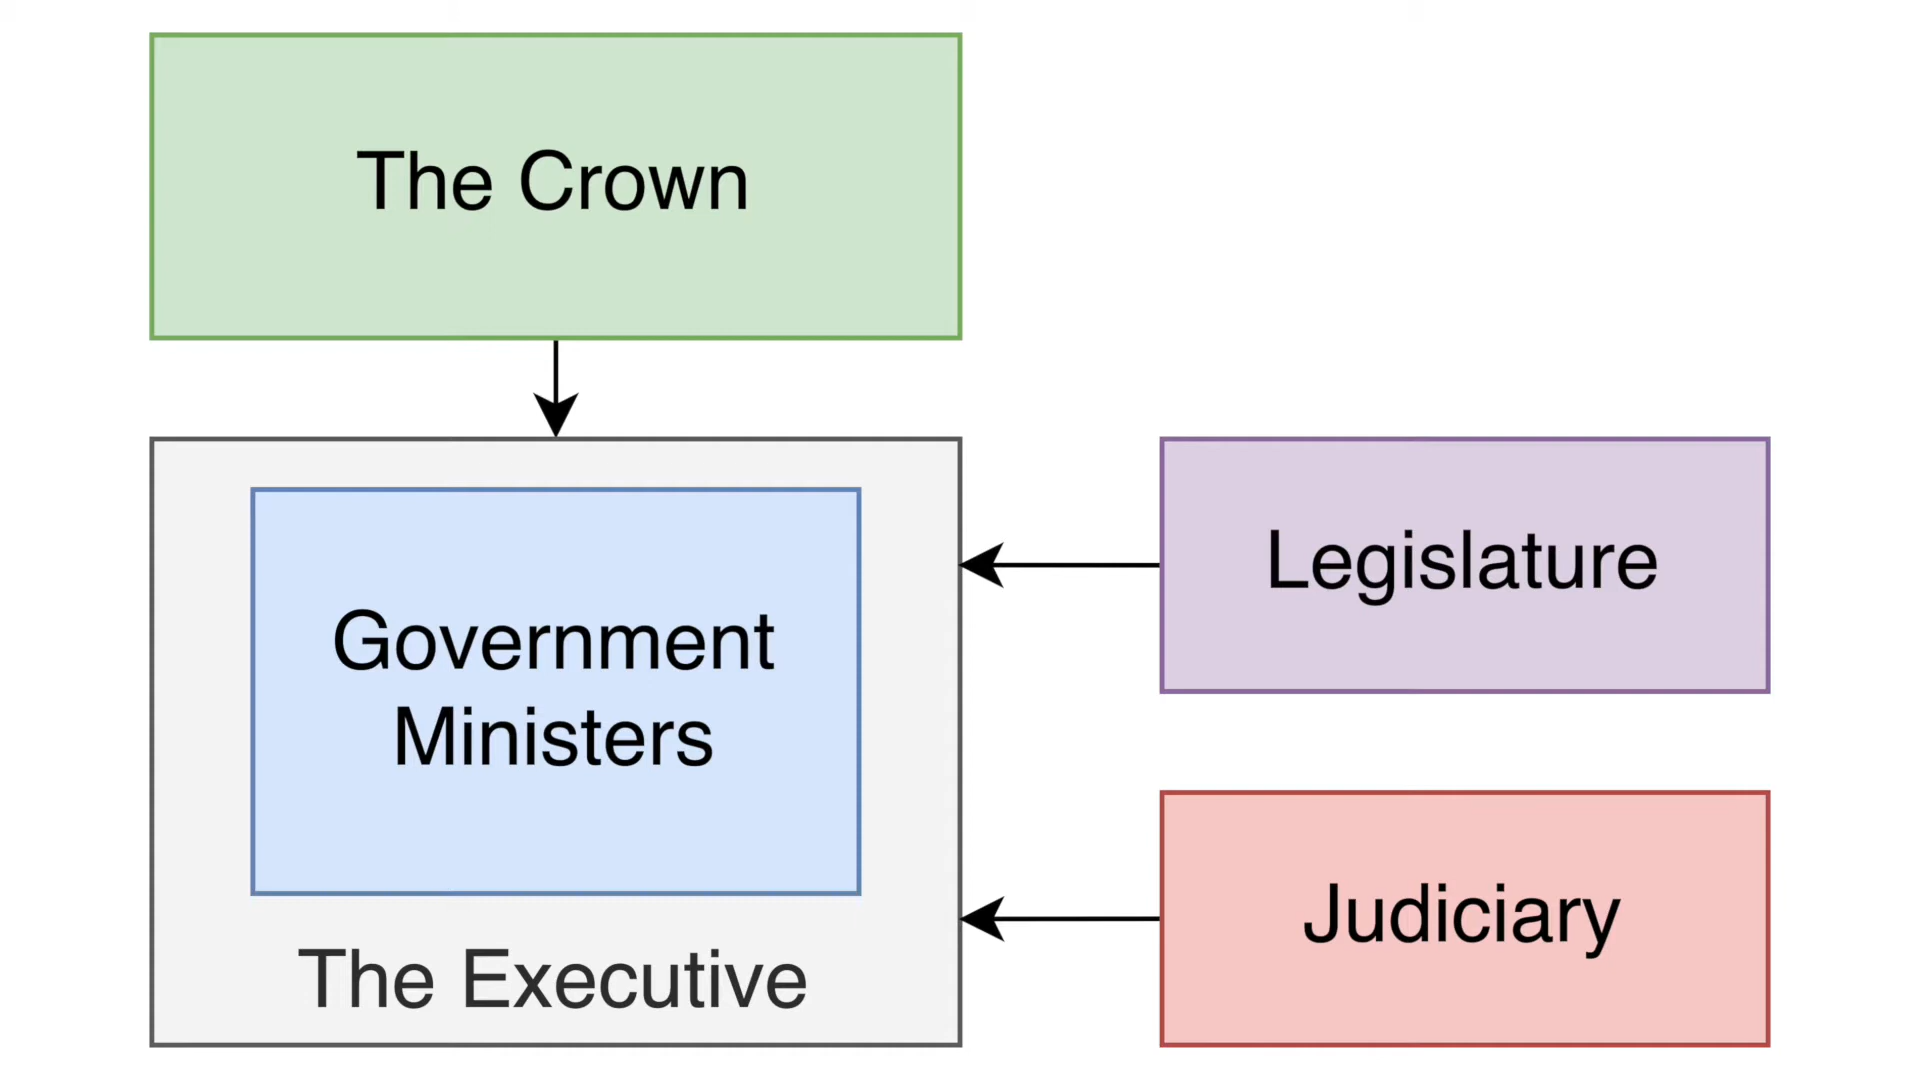 The Crown
Government
Ministers
The Executive
Legislature
Judiciary